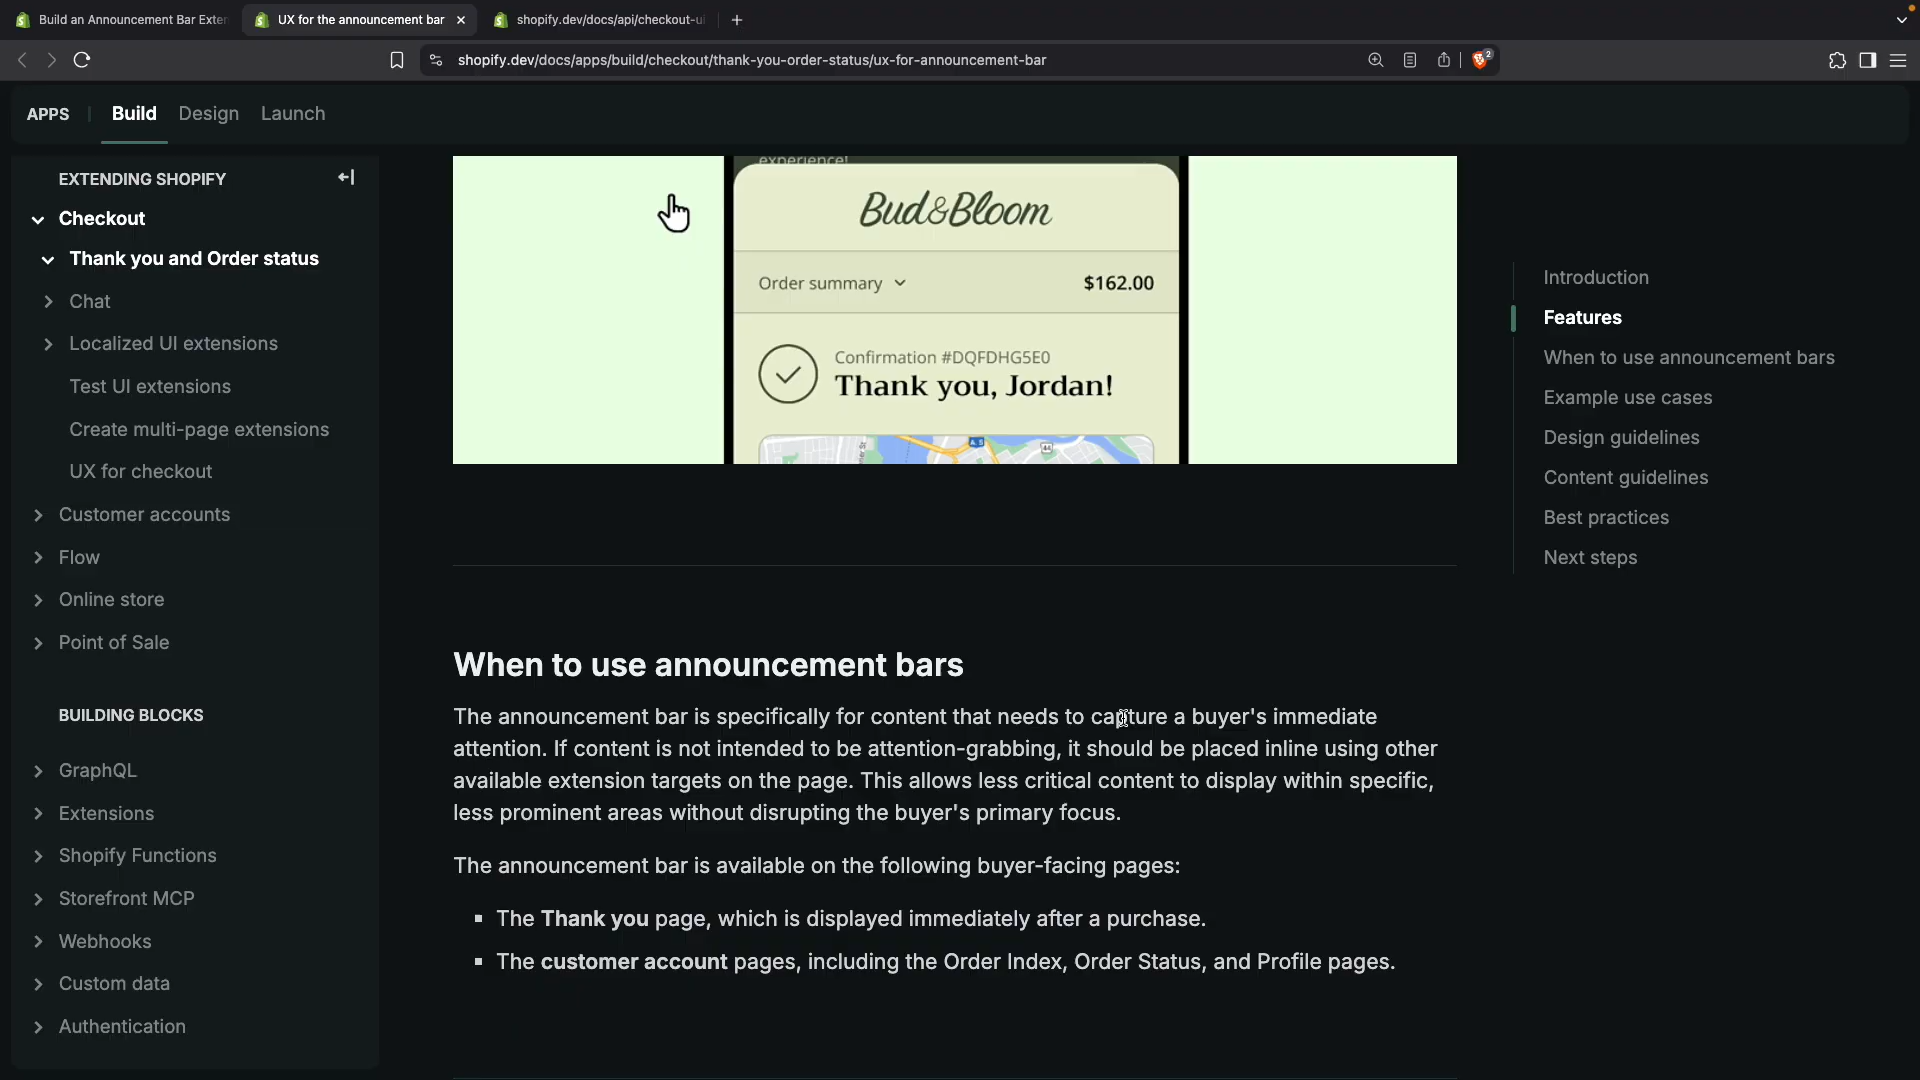 Build an Announcement Bar Exten
UX for the announcement bar
shopify.dev/docs/api/checkout-ui
shopify.dev/docs/apps/build/checkout/thank-you-order-status/ux-for-announcement-bar
2
APPS
Build
Design
Launch
EXTENDING SHOPIFY
Checkout
Thank you and Order status
Chat
Localized UI extensions
Test UI extensions
Create multi-page extensions
UX for checkout
Customer accounts
Flow
Online store
Point of Sale
BUILDING BLOCKS
GraphQL
Extensions
Shopify Functions
Storefront MCP
Webhooks
Custom data
Authentication
experience!
Bud&Bloom
Order summary
$162.00
Confirmation #DQFDHG5E0
Thank you, Jordan!
A.5
44
When to use announcement bars
The announcement bar is specifically for content that needs to capture a buyer's immediate
attention. If content is not intended to be attention-grabbing, it should be placed inline using other
available extension targets on the page. This allows less critical content to display within specific,
less prominent areas without disrupting the buyer's primary focus.
The announcement bar is available on the following buyer-facing pages:
▪ The Thank you page, which is displayed immediately after a purchase.
▪ The customer account pages, including the Order Index, Order Status, and Profile pages.
Introduction
Features
When to use announcement bars
Example use cases
Design guidelines
Content guidelines
Best practices
Next steps